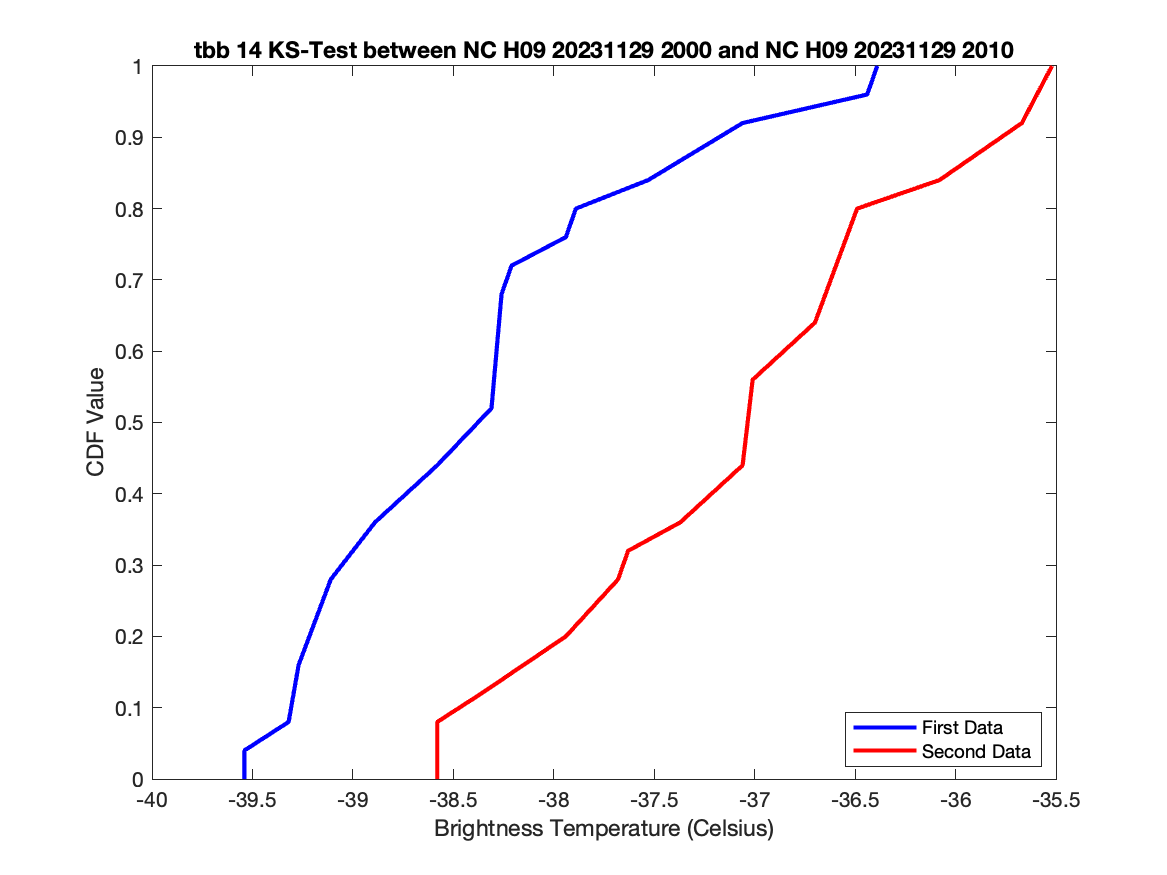 tbb 14 KS-Test between NC H09 20231129 2000 and NC H09 20231129 2010
1
0.9
0.8
0.7
0.6
0.5
0.4
0.3
0.2
0.1
0
CDF Value
First Data
Second Data
-40 -39.5 -39 -38.5 -38 -37.5 -37 -36.5 -36 -35.5
Brightness Temperature (Celsius)